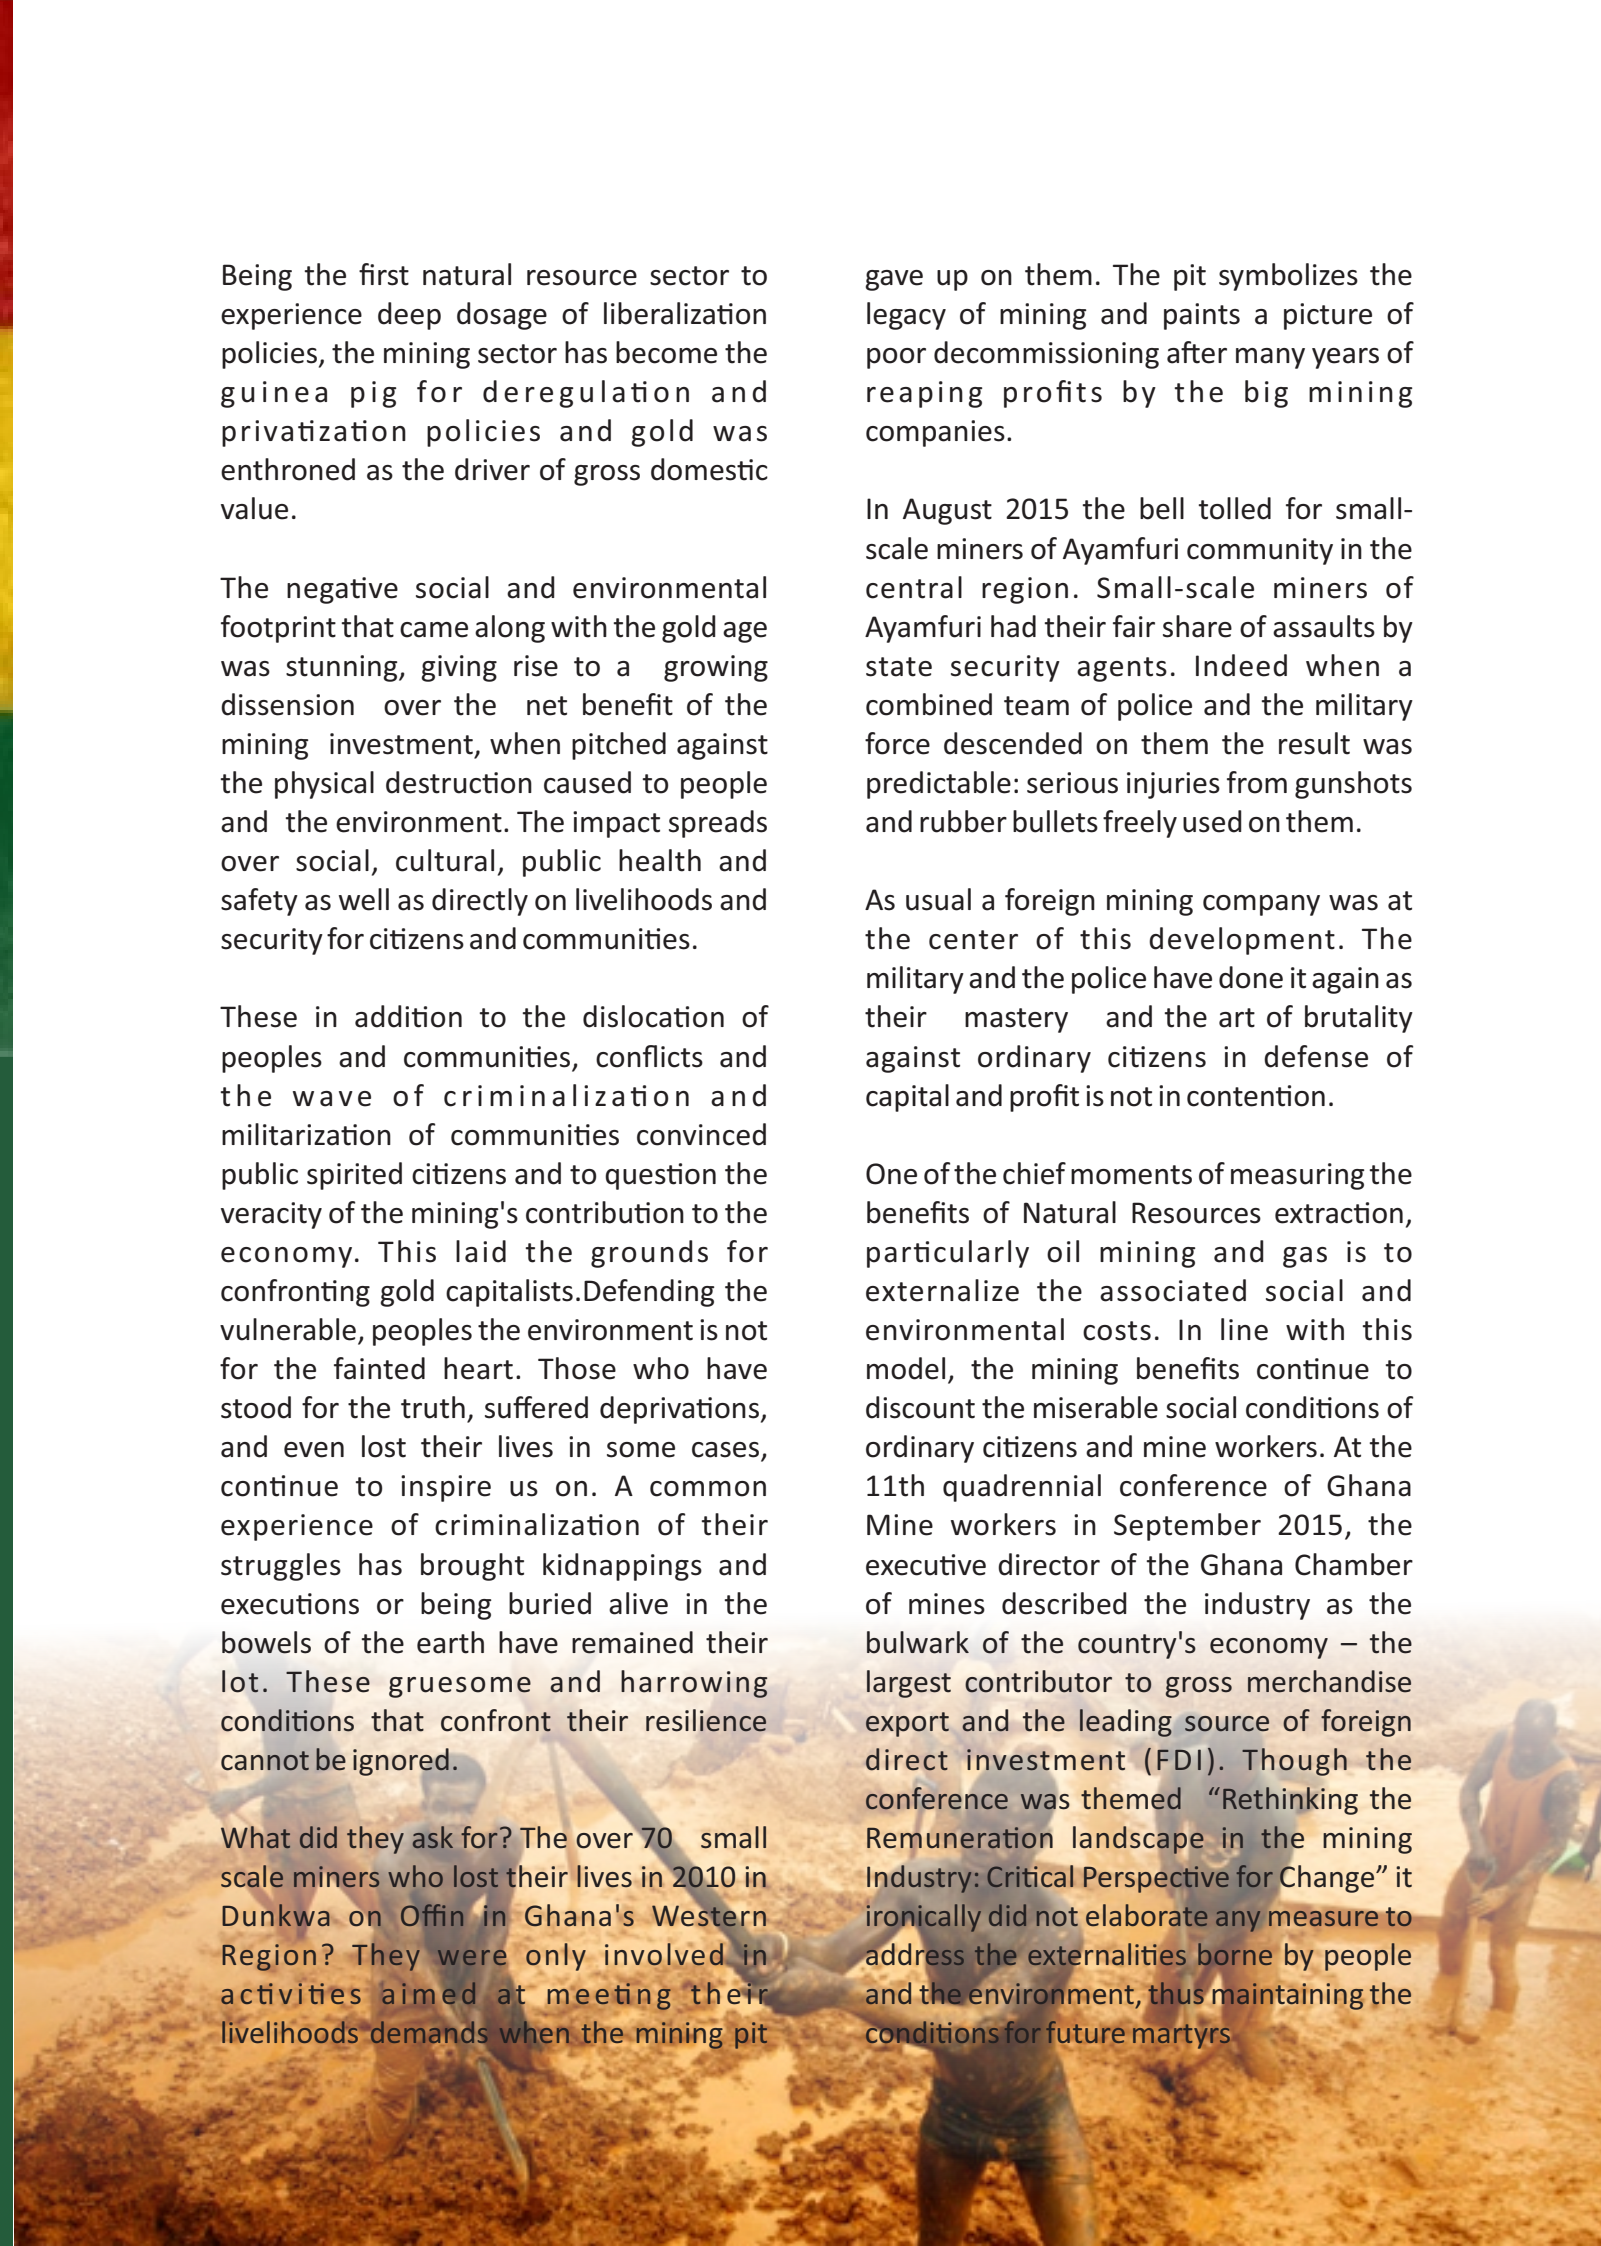 Being the first natural resource sector to
experience deep dosage of liberalization
policies, the mining sector has become the
guinea pig for deregulation and
privatization policies and gold was
enthroned as the driver of gross domestic
value.
The negative social and environmental
footprint that came along with the gold age
was stunning, giving rise to a growing
dissension over the net benefit of the
mining investment, when pitched against
the physical destruction caused to people
and the environment. The impact spreads
over social, cultural, public health and
safety as well as directly on livelihoods and
security for citizens and communities.
These in addition to the dislocation of
peoples and communities, conflicts and
the wave of criminalization and
militarization of communities convinced
public spirited citizens and to question the
veracity of the mining's contribution to the
economy. This laid the grounds for
confronting gold capitalists.Defending the
vulnerable, peoples the environment is not
for the fainted heart. Those who have
stood for the truth, suffered deprivations,
and even lost their lives in some cases,
continue to inspire us on. A common
experience of criminalization of their
struggles has brought kidnappings and
executions or being buried alive in the
bowels of the earth have remained their
lot. These gruesome and harrowing
conditions that confront their resilience
cannot be ignored.
What did they ask for? The over 70 small
scale miners who lost their lives in 2010 in
Dunkwa on Offin in Ghana's Western
Region? They were only involved in
activities aimed at meeting their
livelihoods demands when the mining pit
gave up on them. The pit symbolizes the
legacy of mining and paints a picture of
poor decommissioning after many years of
reaping profits by the big mining
companies.
In August 2015 the bell tolled for small-
scale miners of Ayamfuri community in the
central region. Small-scale miners of
Ayamfuri had their fair share of assaults by
state security agents. Indeed when a
combined team of police and the military
force descended on them the result was
predictable: serious injuries from gunshots
and rubber bullets freely used on them.
As usual a foreign mining company was at
the center of this development. The
military and the police have done it again as
their mastery and the art of brutality
against ordinary citizens in defense of
capital and profit is not in contention.
One of the chief moments of measuring the
benefits of Natural Resources extraction,
particularly oil mining and gas is to
externalize the associated social and
environmental costs. In line with this
model, the mining benefits continue to
discount the miserable social conditions of
ordinary citizens and mine workers. At the
11th quadrennial conference of Ghana
Mine workers in September 2015, the
executive director of the Ghana Chamber
of mines described the industry as the
bulwark of the country's economy – the
largest contributor to gross merchandise
export and the leading source of foreign
direct investment (FDI). Though the
conference was themed “Rethinking the
Remuneration landscape in the mining
Industry: Critical Perspective for Change” it
ironically did not elaborate any measure to
address the externalities borne by people
and the environment, thus maintaining the
conditions for future martyrs